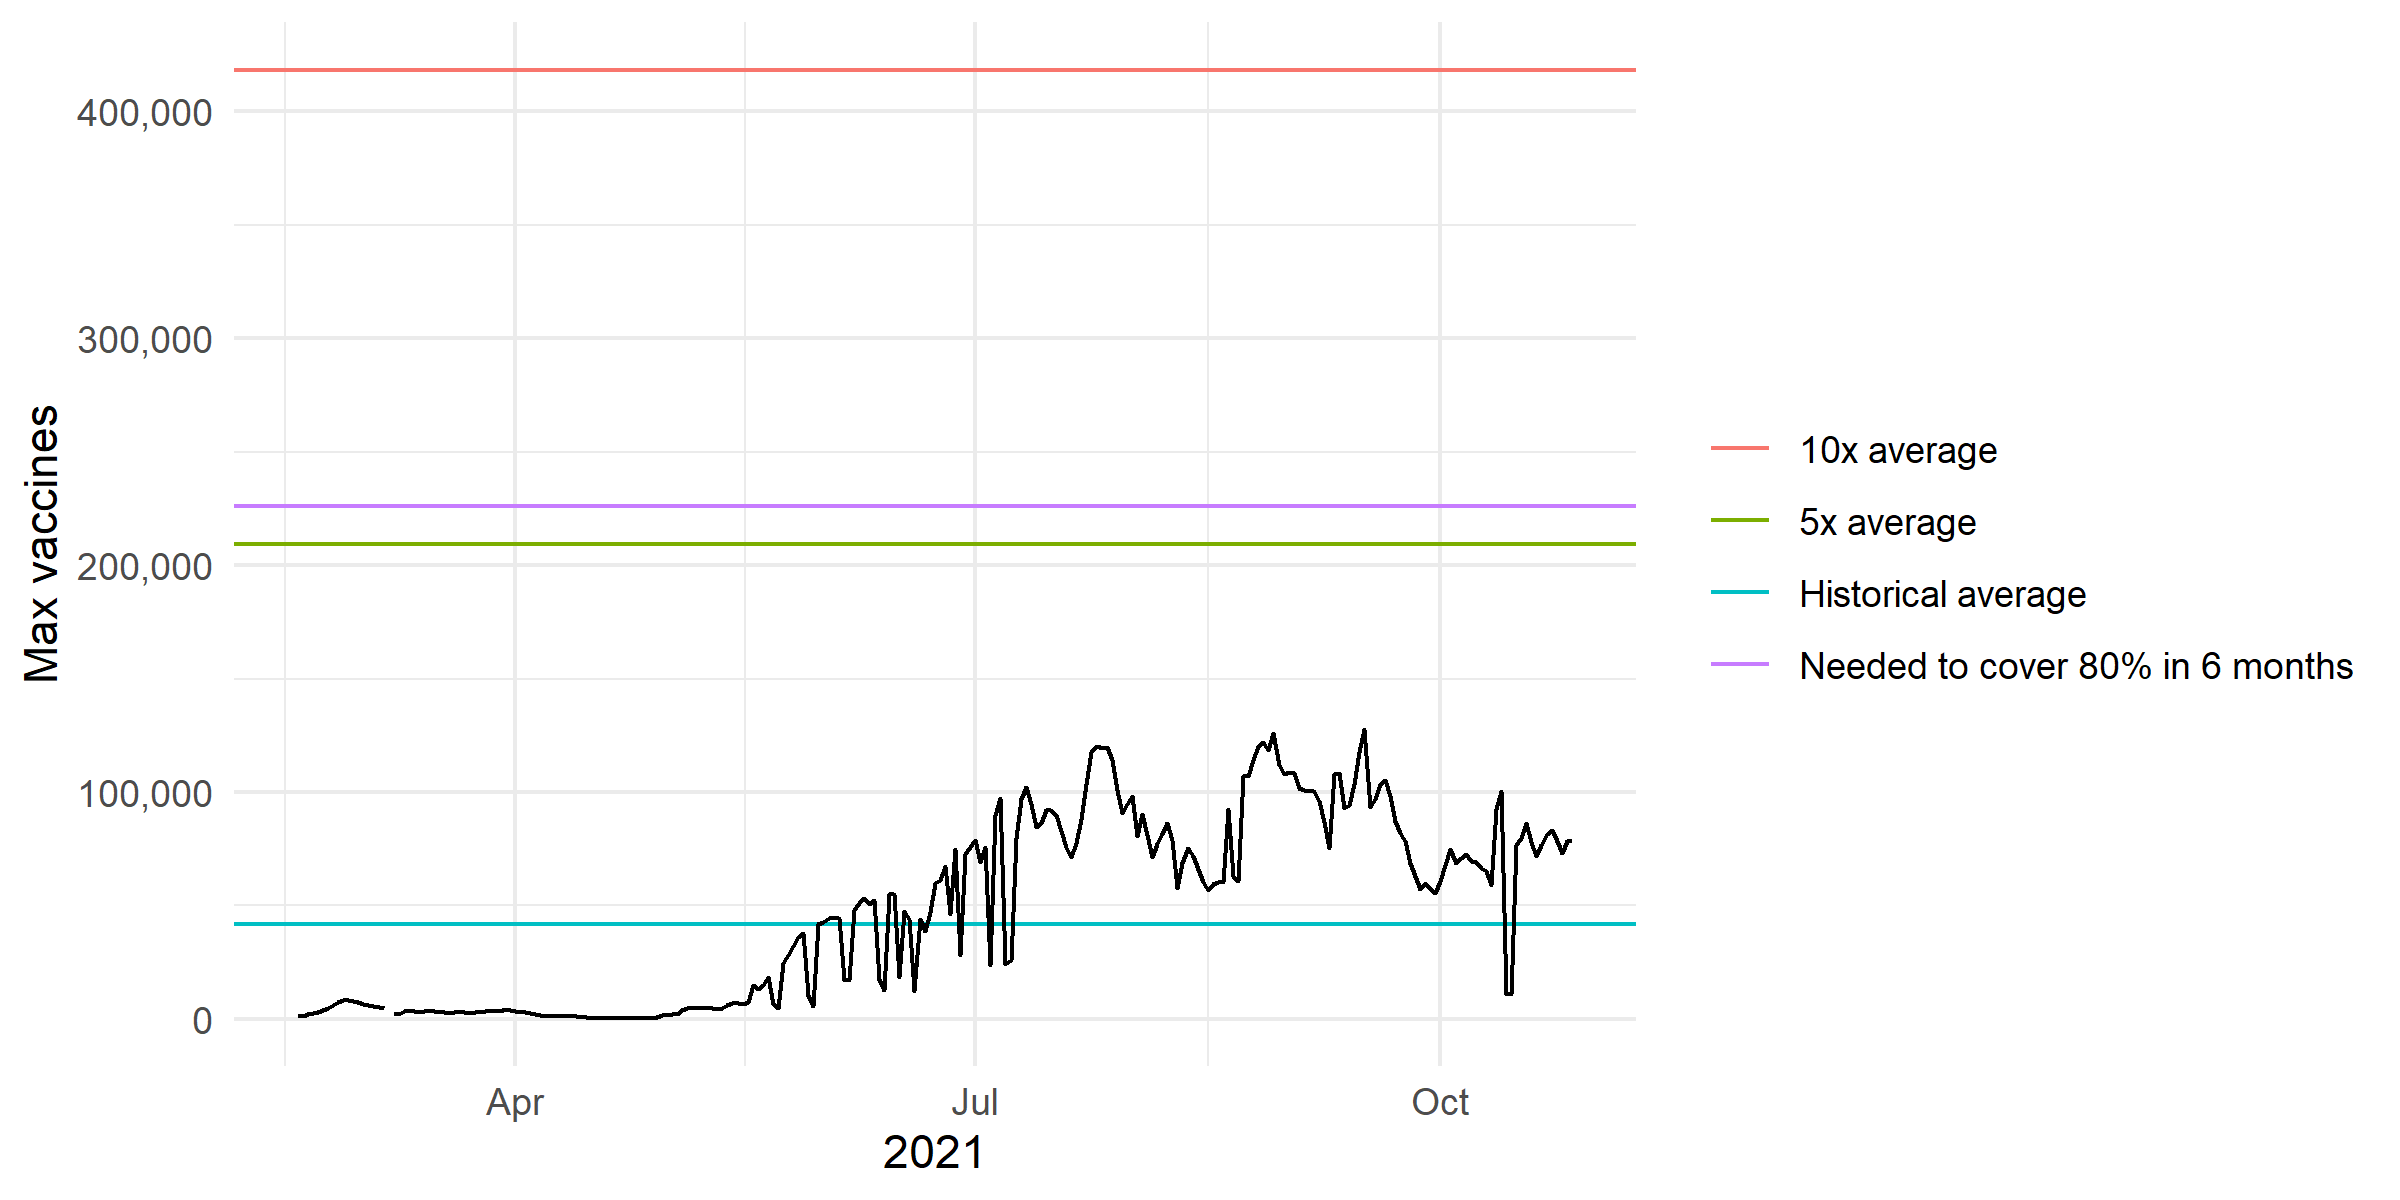 400,000
300,000
200,000
100,000
0
Max vaccines
Apr
Jul
Oct
2021
10x average
5x average
Historical average
Needed to cover 80% in 6 months